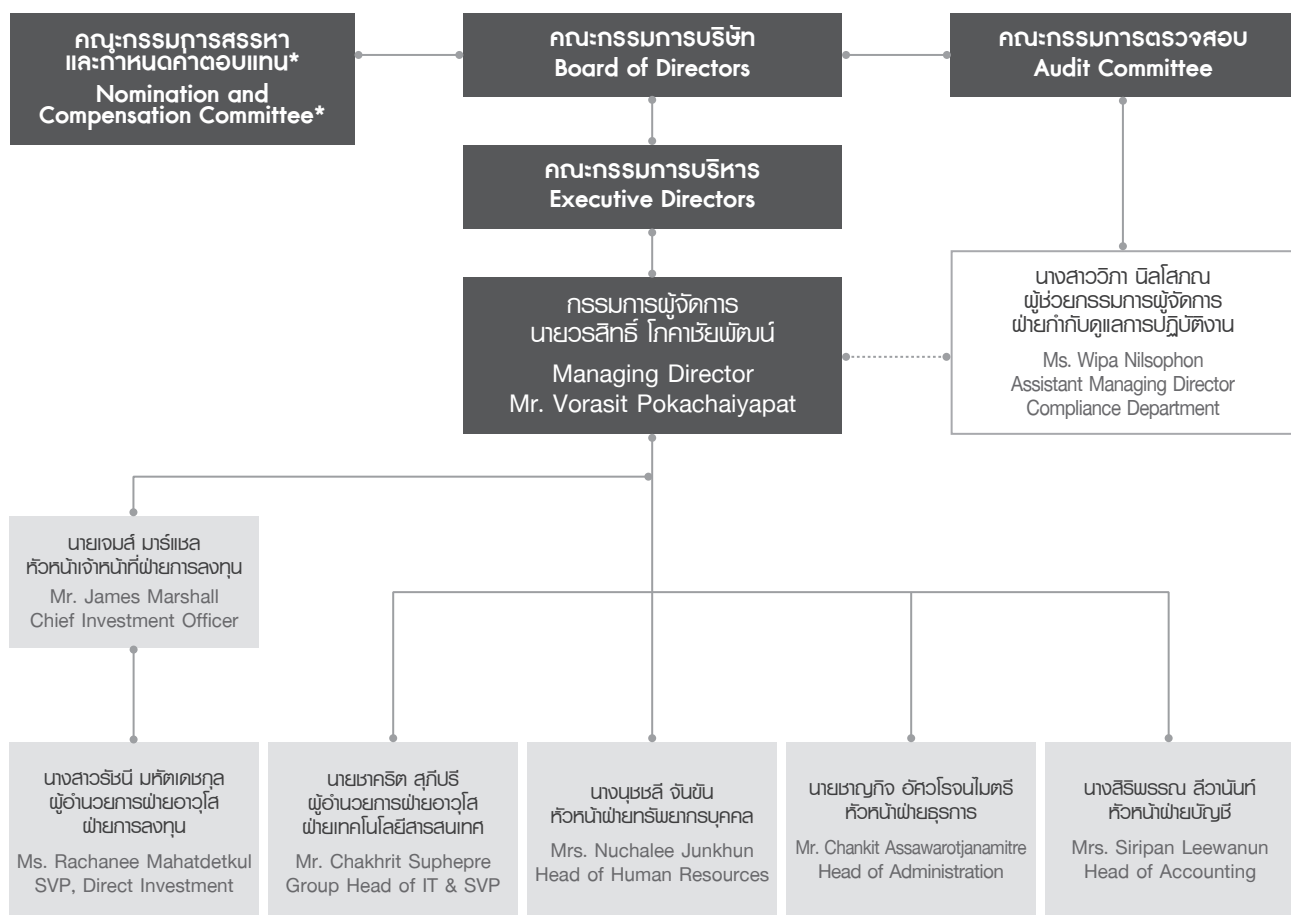 คณะกรรมการสรรหา
และกำหนดค่าตอบแทน*
Nomination and
Compensation Committee*
คณะกรรมการบริษัท
Board of Directors
คณะกรรมการตรวจสอบ
Audit Committee
คณะกรรมการบริหาร
Executive Directors
กรรมการผู้จัดการ
นายวรสิทธิ์ โภคาชัยพัฒน์
Managing Director
Mr. Vorasit Pokachaiyapat
นางสาววิภา นิลโสภณ
ผู้ช่วยกรรมการผู้จัดการ
ฝ่ายกำกับดูแลการปฏิบัติงาน
Ms. Wipa Nilsophon
Assistant Managing Director
Compliance Department
นายเจมส์ มาร์แชล
หัวหน้าเจ้าหน้าที่ฝ่ายการลงทุน
Mr. James Marshall
Chief Investment Officer
นางสาวรัชนี มหัตเดชกุล
ผู้อำนวยการฝ่ายอาวุโส
ฝ่ายการลงทุน
Ms. Rachanee Mahatdetkul
SVP, Direct Investment
นายชาคริต สุภีปรี
ผู้อำนวยการฝ่ายอาวุโส
ฝ่ายเทคโนโลยีสารสนเทศ
Mr. Chakhrit Suphepre
Group Head of IT & SVP
นางนุชชลี จันขัน
หัวหน้าฝ่ายทรัพยากรบุคคล
Mrs. Nuchalee Junkhun
Head of Human Resources
นายชาญกิจ อัศวโรจนไมตรี
หัวหน้าฝ่ายธุรการ
Mr. Chankit Assawarotjanamitre
Head of Administration
นางสิริพรรณ ลีวานันท์
หัวหน้าฝ่ายบัญชี
Mrs. Siripan Leewanun
Head of Accounting